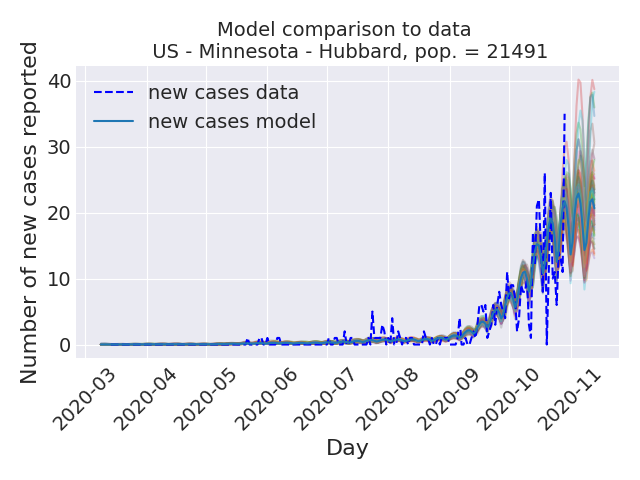 Model comparison to data
US - Minnesota - Hubbard, pop. = 21491
new cases data
new cases model
Number of new cases reported
40
30
20
10
0
2020-03
2020-04
2020-05
2020-06
2020-07
2020-08
2020-09
2020-10
2020-11
Day